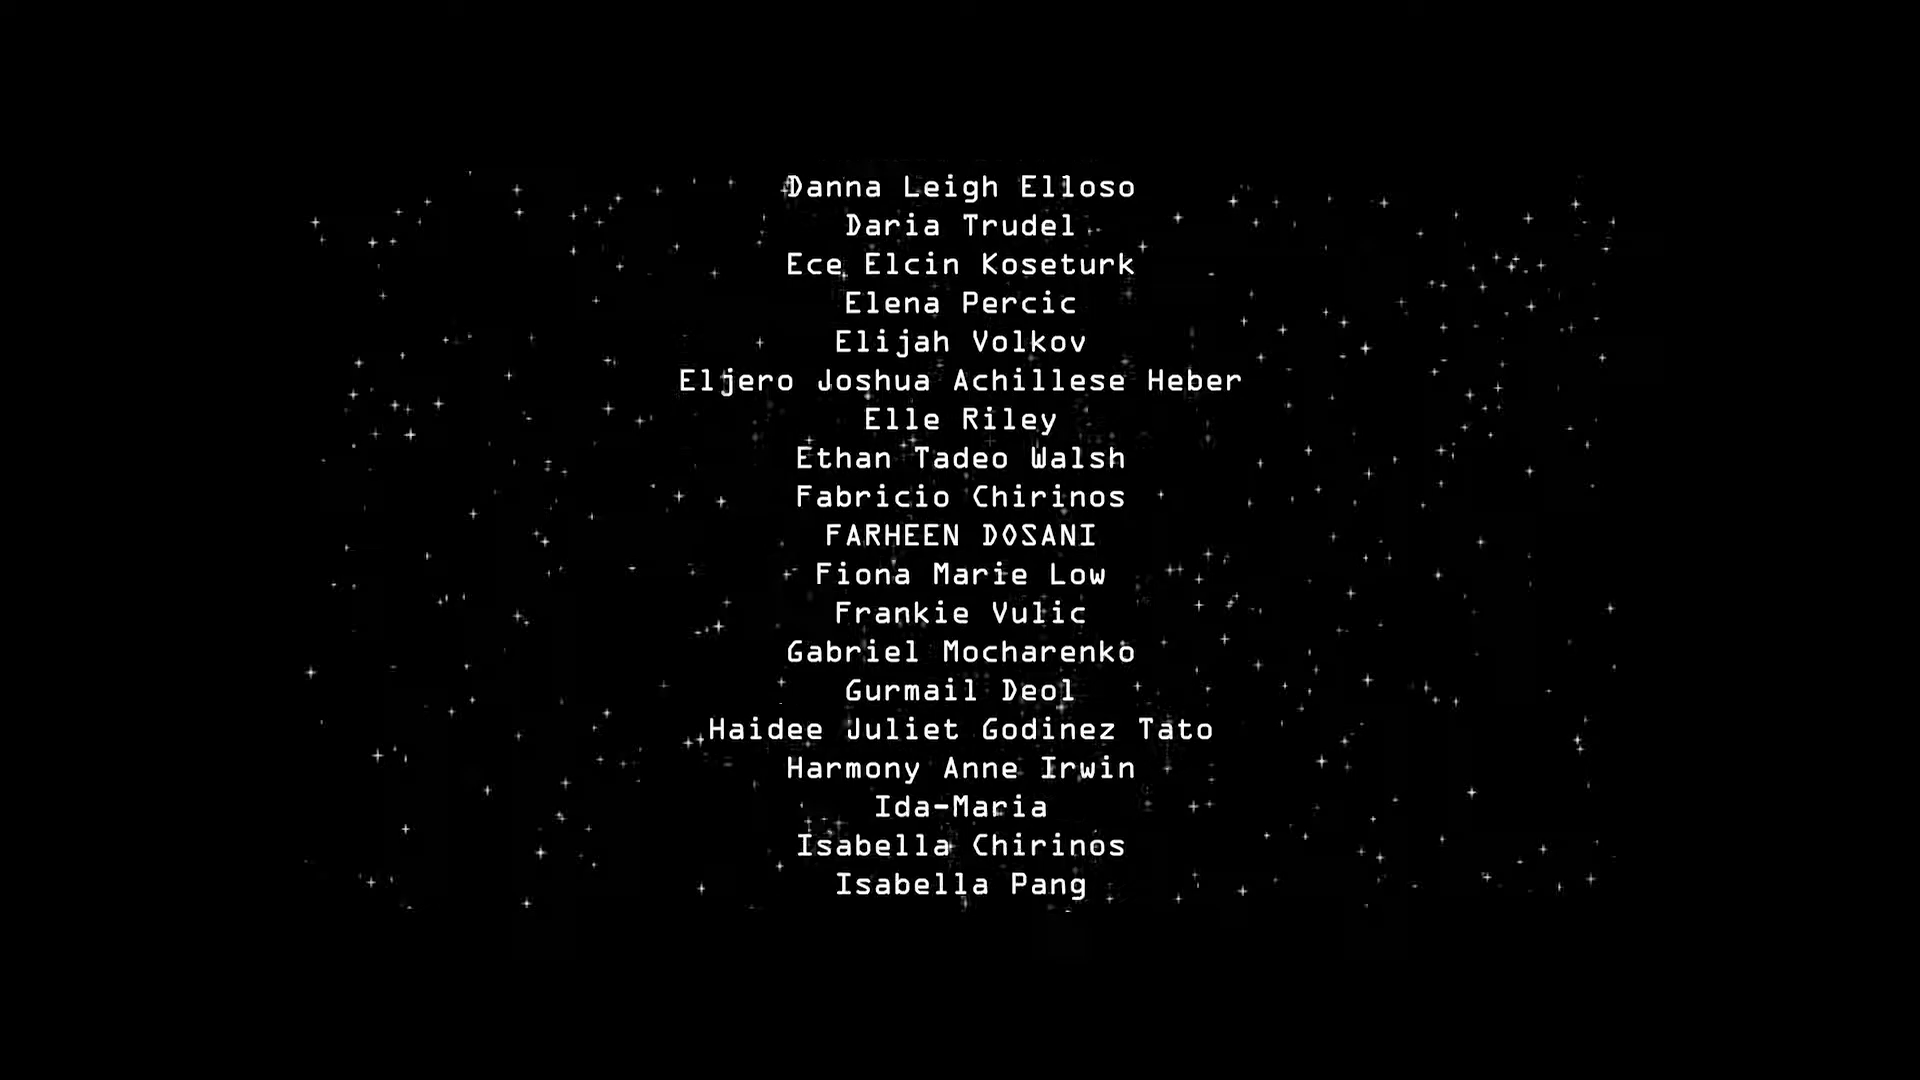 Danna Leigh Elloso
Daria Trudel
Ece Elcin Koseturk
Elena Percic
Elijah Volkov
Eljero Joshua Achillese Heber
Elle Riley
Ethan Tadeo Walsh
Fabricio Chirinos
FARHEEN DOSANI
Fiona Marie Low
Frankie Vulic
Gabriel Mocharenko
Gurmail Deol
Haidee Juliet Godinez Tato
Harmony Anne Irwin
Ida-Maria
Isabella Chirinos
Isabella Pang